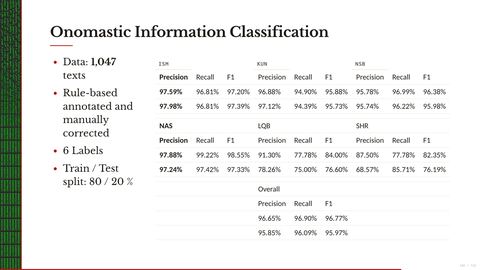 Onomastic Information Classification
• Data: 1,047
texts
• Rule-based
annotated and
manually
corrected
• 6 Labels
• Train / Test
split: 80 / 20 %
ISM KUN NSB
Precision Recall F1 Precision Recall F1 Precision Recall F1
97.59% 96.81% 97.20% 96.88% 94.90% 95.88% 95.78% 96.99% 96.38%
97.98% 96.81% 97.39% 97.12% 94.39% 95.73% 95.74% 96.22% 95.98%
NAS LQB SHR
Precision Recall F1 Precision Recall F1 Precision Recall F1
97.88% 99.22% 98.55% 91.30% 77.78% 84.00% 87.50% 77.78% 82.35%
97.24% 97.42% 97.33% 78.26% 75.00% 76.60% 68.57% 85.71% 76.19%
Overall
Precision Recall F1
96.65% 96.90% 96.77%
95.85% 96.09% 95.97%